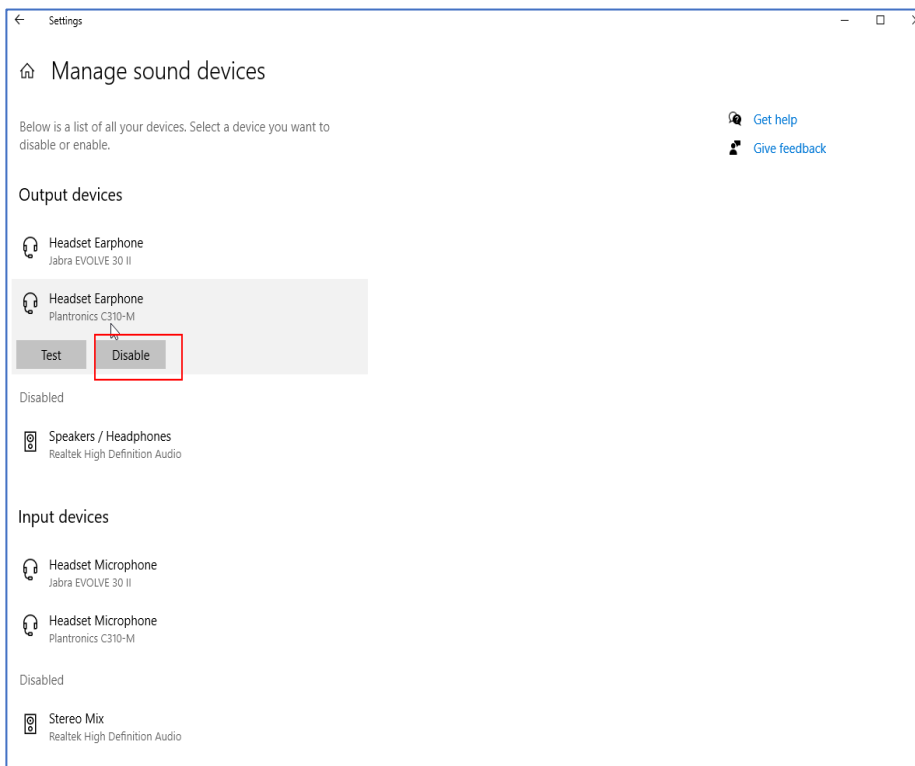 Settings
Manage sound devices
Below is a list of all your devices. Select a device you want to
disable or enable.
Get help
Give feedback
Output devices
Headset Earphone
Jabra EVOLVE 30 II
Headset Earphone
Plantronics C310-M
Test Disable
Disabled
Speakers / Headphones
Realtek High Definition Audio
Input devices
Headset Microphone
Jabra EVOLVE 30 II
Headset Microphone
Plantronics C310-M
Disabled
Stereo Mix
Realtek High Definition Audio